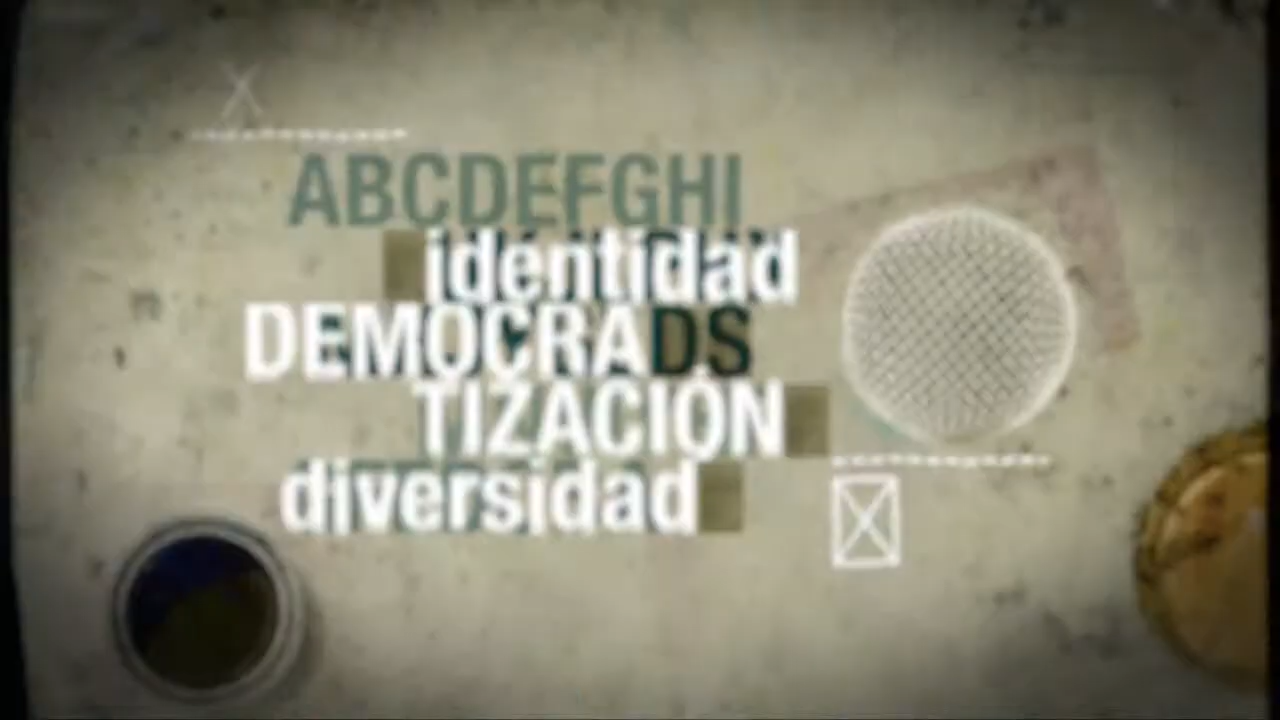 ABCDEFGHI
identidad
DEMOCRADS
TIZACIÓN
diversidad